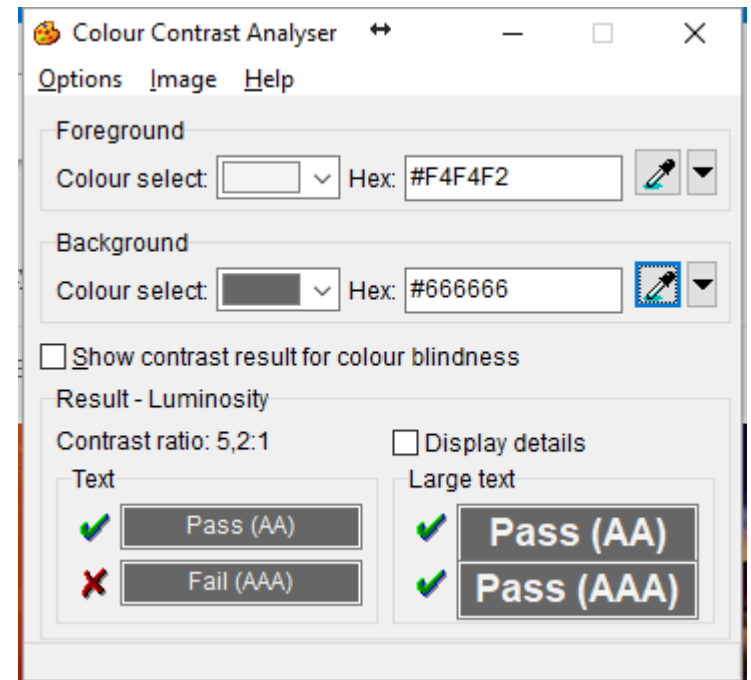 Colour Contrast Analyser
Options Image Help
Foreground
Colour select: Hex: #F4F4F2
Background
Colour select: Hex: #666666
Show contrast result for colour blindness
Result - Luminosity
Contrast ratio: 5,2:1 Display details
Text Large text
Pass (AA) Pass (AA)
Fail (AAA) Pass (AAA)